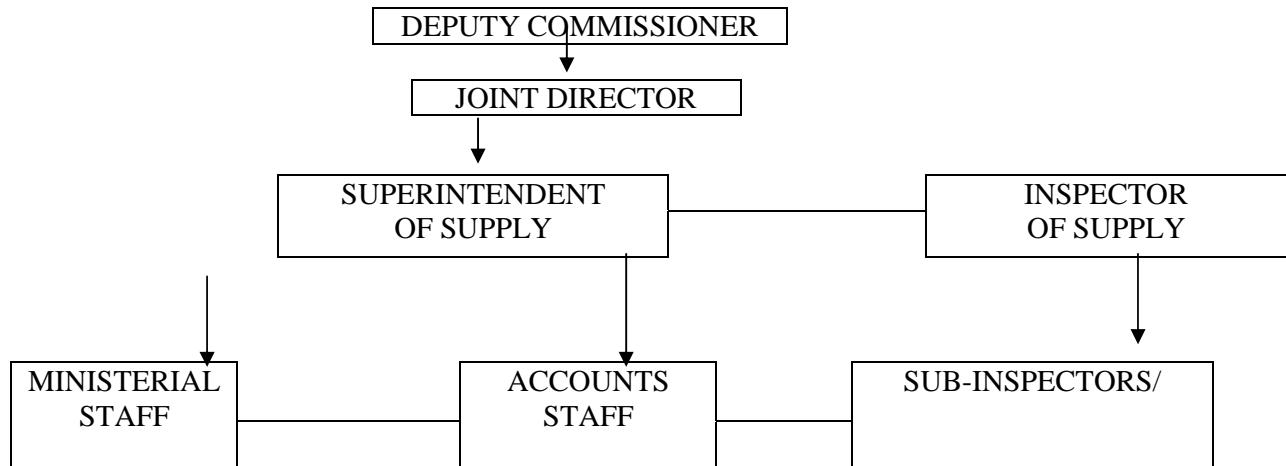 DEPUTY COMMISSIONER
JOINT DIRECTOR
SUPERINTENDENT
OF SUPPLY
INSPECTOR
OF SUPPLY
MINISTERIAL
STAFF
ACCOUNTS
STAFF
SUB-INSPECTORS/